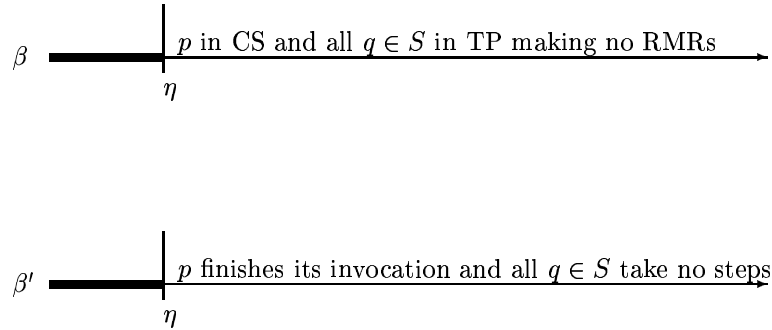 β
p in CS and all q ∈ S in TP making no RMRs
η
β′
p finishes its invocation and all q ∈ S take no steps
η